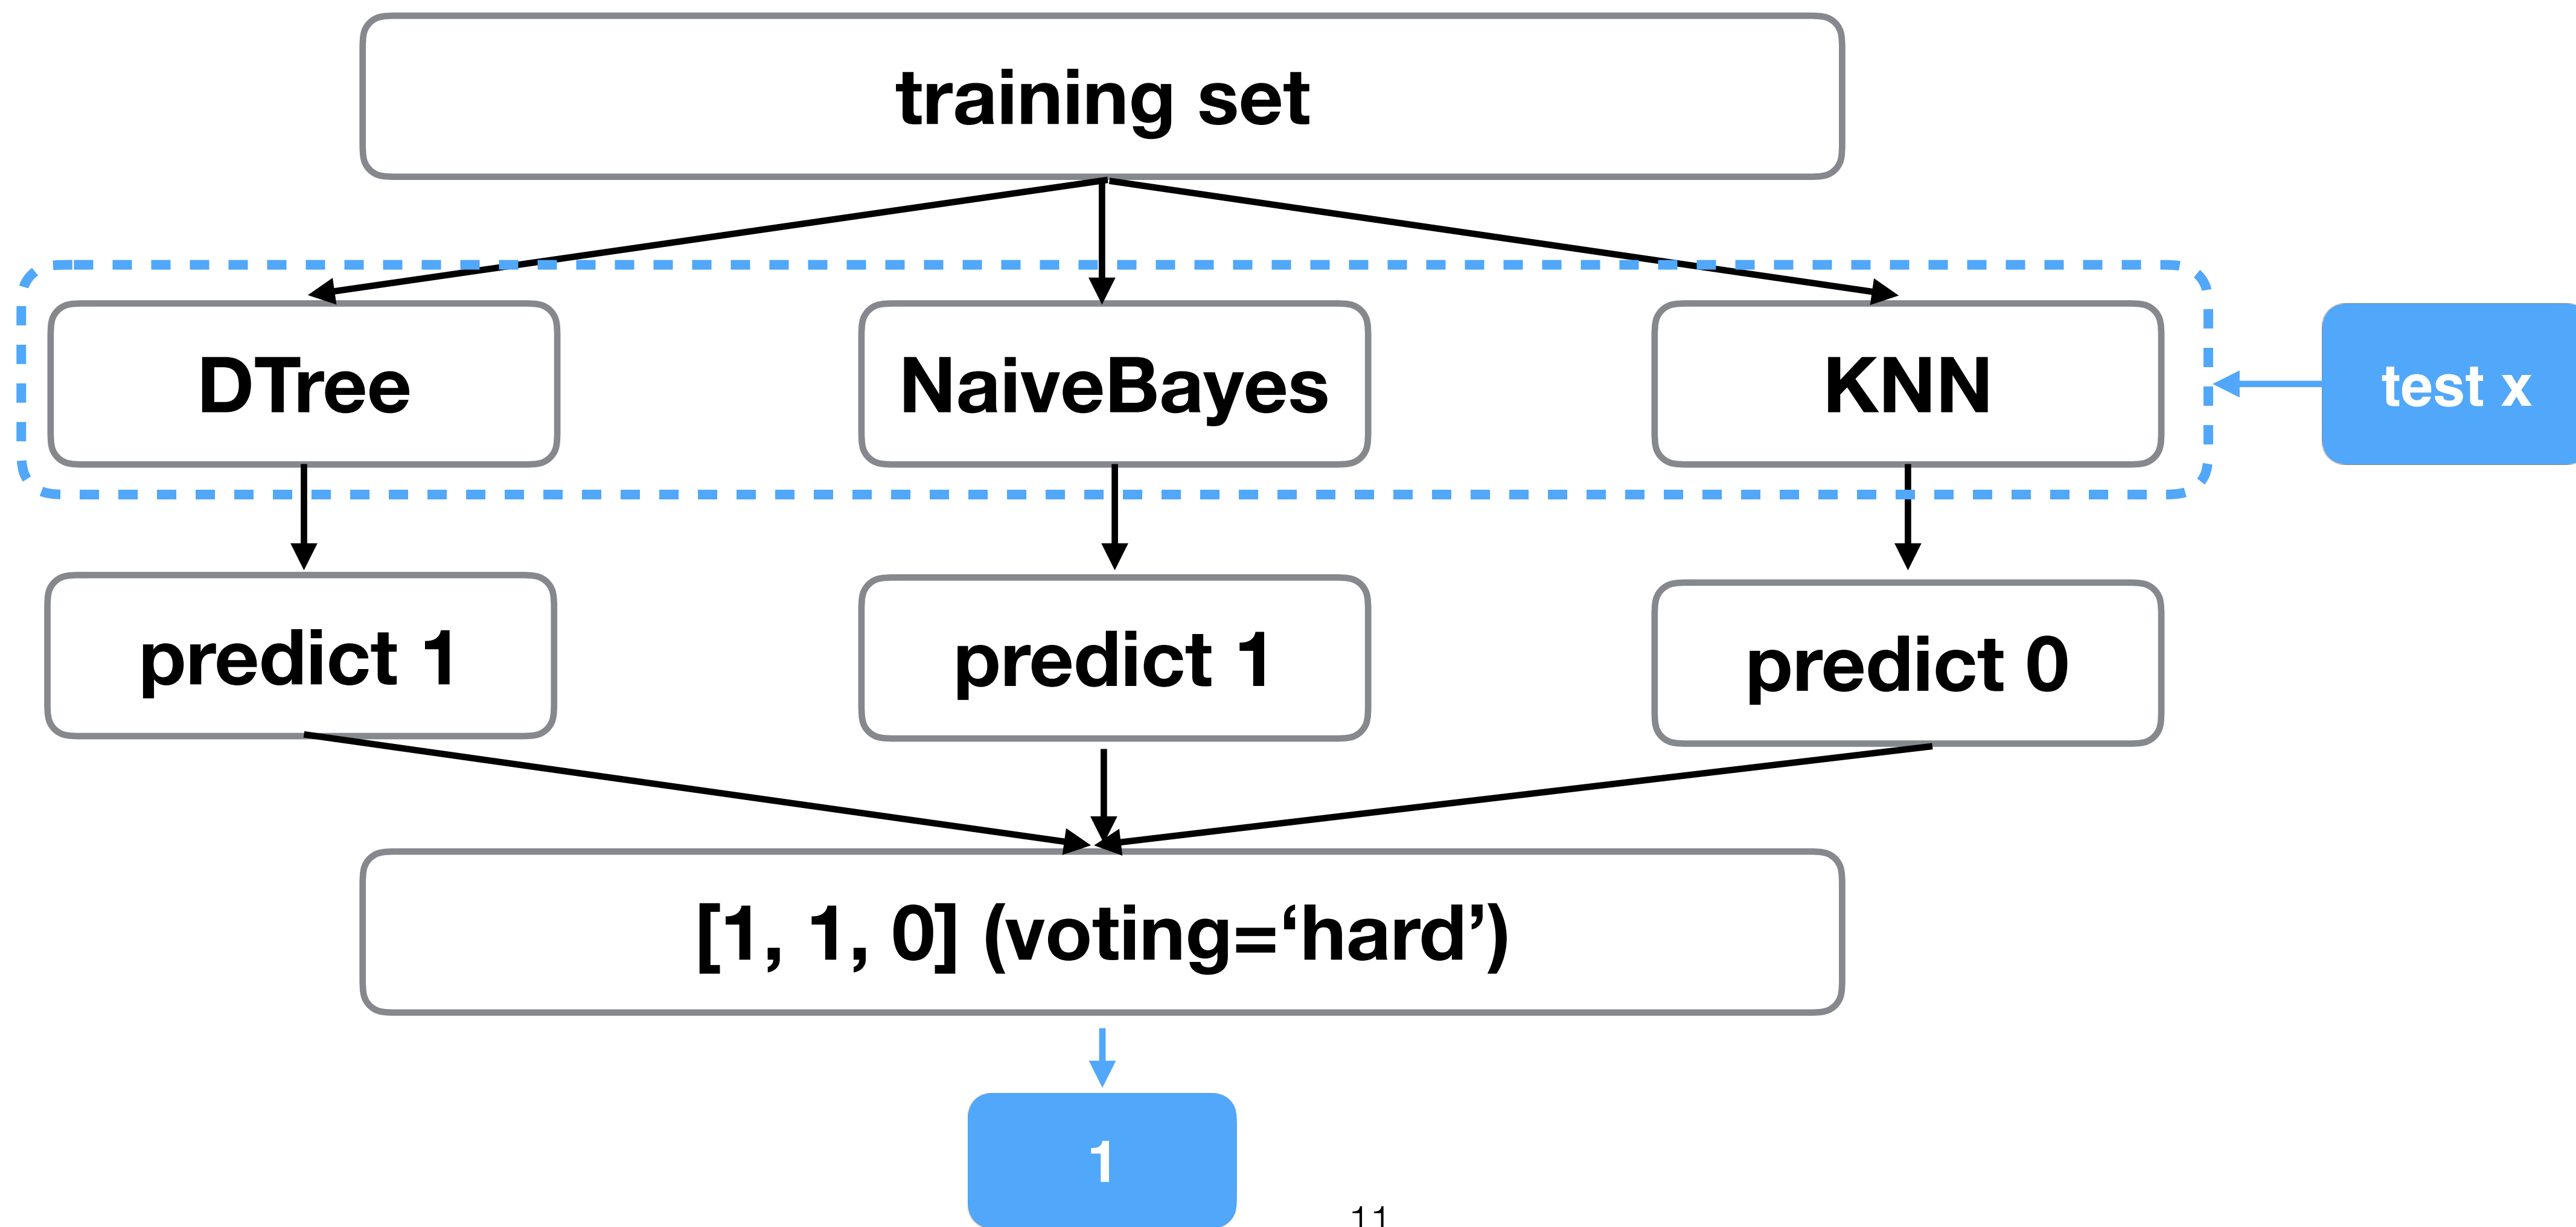 training set
DTree
NaiveBayes
KNN
test x
predict 1
predict 1
predict 0
[1, 1, 0] (voting=‘hard’)
1
11